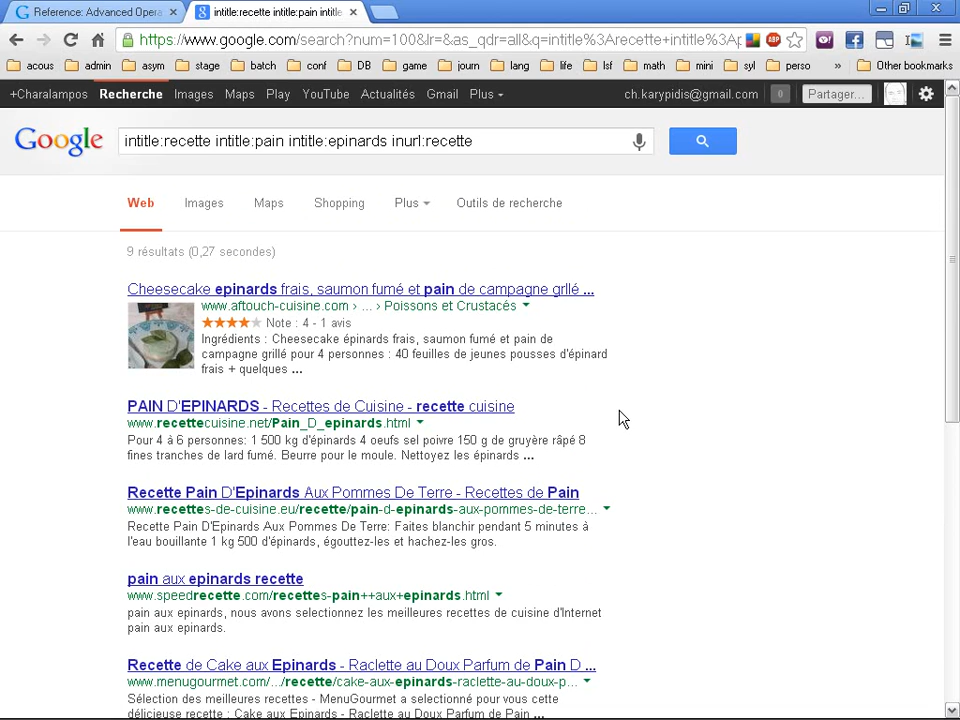 Reference: Advanced Opera
intitle:recette intitle:pain intitle
https://www.google.com/search?num=100&lr=&as_qdr=all&q=intitle%3Arecette+intitle%3Ap
acous admin asym stage batch conf DB game journ lang life lsf math mini syl perso » Other bookmarks
+Charalampos Recherche Images Maps Play YouTube Actualités Gmail Plus ch.karypidis@gmail.com 0 Partager...
Google intitle:recette intitle:pain intitle:epinards inurl:recette
Web Images Maps Shopping Plus Outils de recherche
9 résultats (0,27 secondes)
Cheesecake epinards frais, saumon fumé et pain de campagne grllé ...
www.aftouch-cuisine.com › ... › Poissons et Crustacés
Note : 4 - 1 avis
Ingrédients : Cheesecake épinards frais, saumon fumé et pain de
campagne grillé pour 4 personnes : 40 feuilles de jeunes pousses d'épinard
frais + quelques ...
PAIN D'EPINARDS - Recettes de Cuisine - recette cuisine
www.recettecuisine.net/Pain_D_epinards.html
Pour 4 à 6 personnes: 1 500 kg d'épinards 4 oeufs sel poivre 150 g de gruyère râpé 8
fines tranches de lard fumé. Beurre pour le moule. Nettoyez les épinards ...
Recette Pain D'Epinards Aux Pommes De Terre - Recettes de Pain
www.recettes-de-cuisine.eu/recette/pain-d-epinards-aux-pommes-de-terre...
Recette Pain D'Epinards Aux Pommes De Terre: Faites blanchir pendant 5 minutes à
l'eau bouillante 1 kg 500 d'épinards, égouttez-les et hachez-les gros.
pain aux epinards recette
www.speedrecette.com/recettes-pain++aux+epinards.html
pain aux epinards, nous avons selectionnez les meilleures recettes de cuisine d'Internet
pain aux epinards.
Recette de Cake aux Epinards - Raclette au Doux Parfum de Pain D ...
www.menugourmet.com/.../recette/cake-aux-epinards-raclette-au-doux-p...
Sélection des meilleures recettes - MenuGourmet a selectionné pour vous cette
délicieuse recette : Cake aux Epinards - Raclette au Doux Parfum de Pain ...